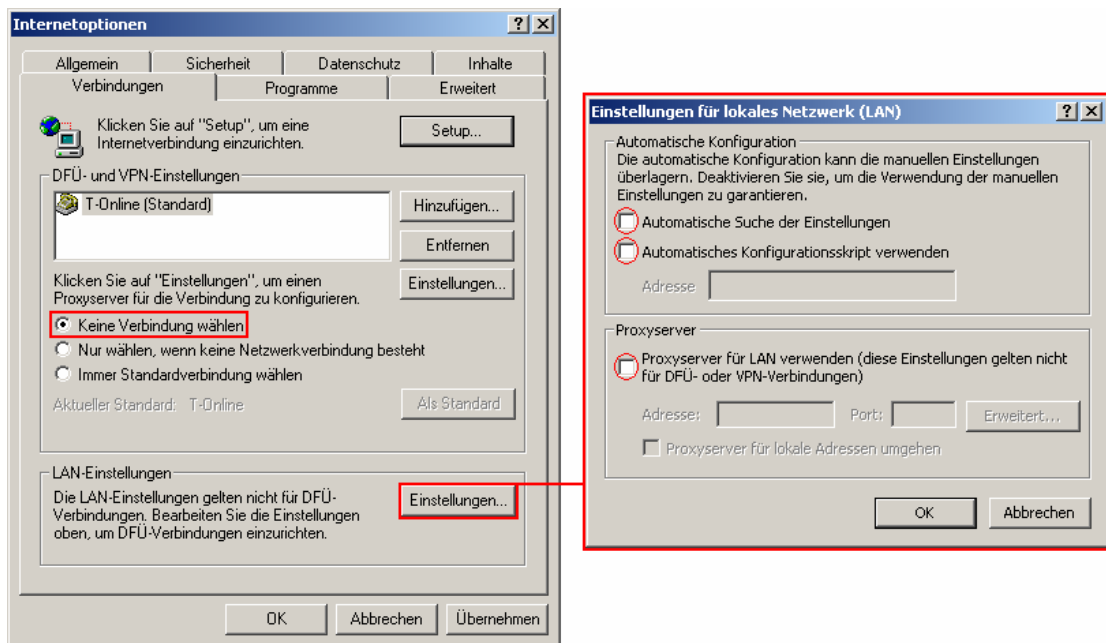 Internetoptionen
Allgemein
Sicherheit
Datenschutz
Inhalte
Verbindungen
Programme
Erweitert
Klicken Sie auf "Setup", um eine
Internetverbindung einzurichten.
Setup...
DFÜ- und VPN-Einstellungen
T-Online (Standard)
Hinzufügen...
Entfernen
Klicken Sie auf "Einstellungen", um einen
Proxyserver für die Verbindung zu konfigurieren.
Einstellungen...
Keine Verbindung wählen
Nur wählen, wenn keine Netzwerkverbindung besteht
Immer Standardverbindung wählen
Aktueller Standard: T-Online
Als Standard
LAN-Einstellungen
Die LAN-Einstellungen gelten nicht für DFÜ-
Verbindungen. Bearbeiten Sie die Einstellungen
oben, um DFÜ-Verbindungen einzurichten.
Einstellungen...
OK
Abbrechen
Übernehmen
Einstellungen für lokales Netzwerk (LAN)
Automatische Konfiguration
Die automatische Konfiguration kann die manuellen Einstellungen
überlagern. Deaktivieren Sie sie, um die Verwendung der manuellen
Einstellungen zu garantieren.
Automatische Suche der Einstellungen
Automatisches Konfigurationsskript verwenden
Adresse
Proxyserver
Proxyserver für LAN verwenden (diese Einstellungen gelten nicht
für DFÜ- oder VPN-Verbindungen)
Adresse:
Port:
Erweitert...
Proxyserver für lokale Adressen umgehen
OK
Abbrechen